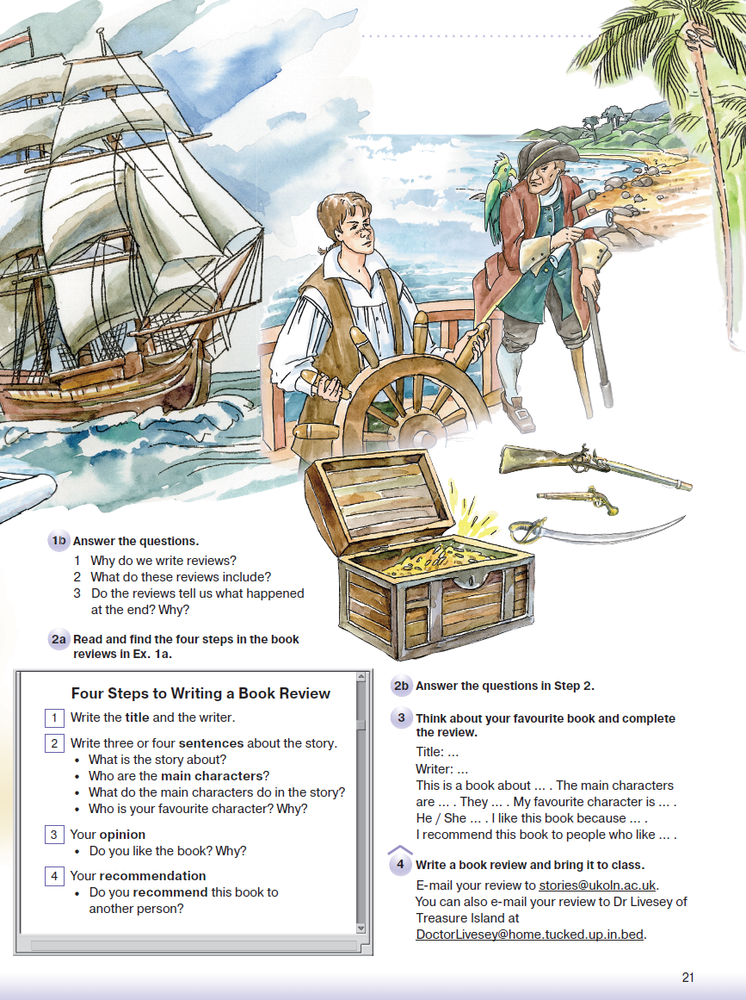 1b Answer the questions.
1 Why do we write reviews?
2 What do these reviews include?
3 Do the reviews tell us what happened
at the end? Why?
2a Read and find the four steps in the book
reviews in Ex. 1a.
Four Steps to Writing a Book Review
1 Write the title and the writer.
2 Write three or four sentences about the story.
• What is the story about?
• Who are the main characters?
• What do the main characters do in the story?
• Who is your favourite character? Why?
3 Your opinion
• Do you like the book? Why?
4 Your recommendation
• Do you recommend this book to
another person?
2b Answer the questions in Step 2.
3 Think about your favourite book and complete
the review.
Title: ...
Writer: ...
This is a book about ... . The main characters
are ... . They ... . My favourite character is ... .
He / She ... . I like this book because ... .
I recommend this book to people who like ... .
4 Write a book review and bring it to class.
E-mail your review to stories@ukoln.ac.uk.
You can also e-mail your review to Dr Livesey of
Treasure Island at
DoctorLivesey@home.tucked.up.in.bed.
21